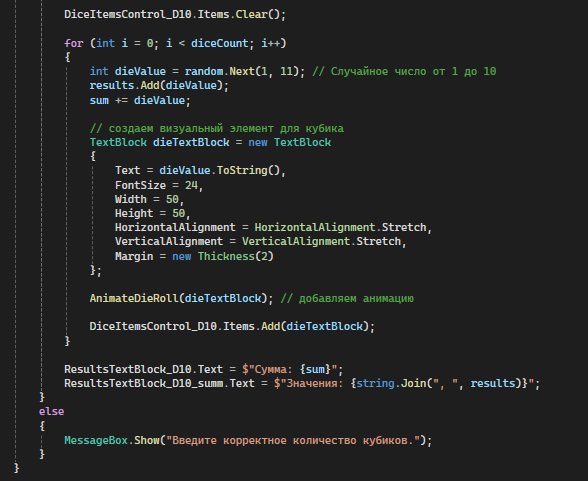 DiceItemsControl_D10.Items.Clear();
for (int i = 0; i < diceCount; i++)
{
int dieValue = random.Next(1, 11); // Случайное число от 1 до 10
results.Add(dieValue);
sum += dieValue;
// создаем визуальный элемент для кубика
TextBlock dieTextBlock = new TextBlock
{
Text = dieValue.ToString(),
FontSize = 24,
Width = 50,
Height = 50,
HorizontalAlignment = HorizontalAlignment.Stretch,
VerticalAlignment = VerticalAlignment.Stretch,
Margin = new Thickness(2)
};
AnimateDieRoll(dieTextBlock); // добавляем анимацию
DiceItemsControl_D10.Items.Add(dieTextBlock);
}
ResultsTextBlock_D10.Text = $"Сумма: {sum}";
ResultsTextBlock_D10_summ.Text = $"Значения: {string.Join(", ", results)}";
}
else
{
MessageBox.Show("Введите корректное количество кубиков.");
}
}